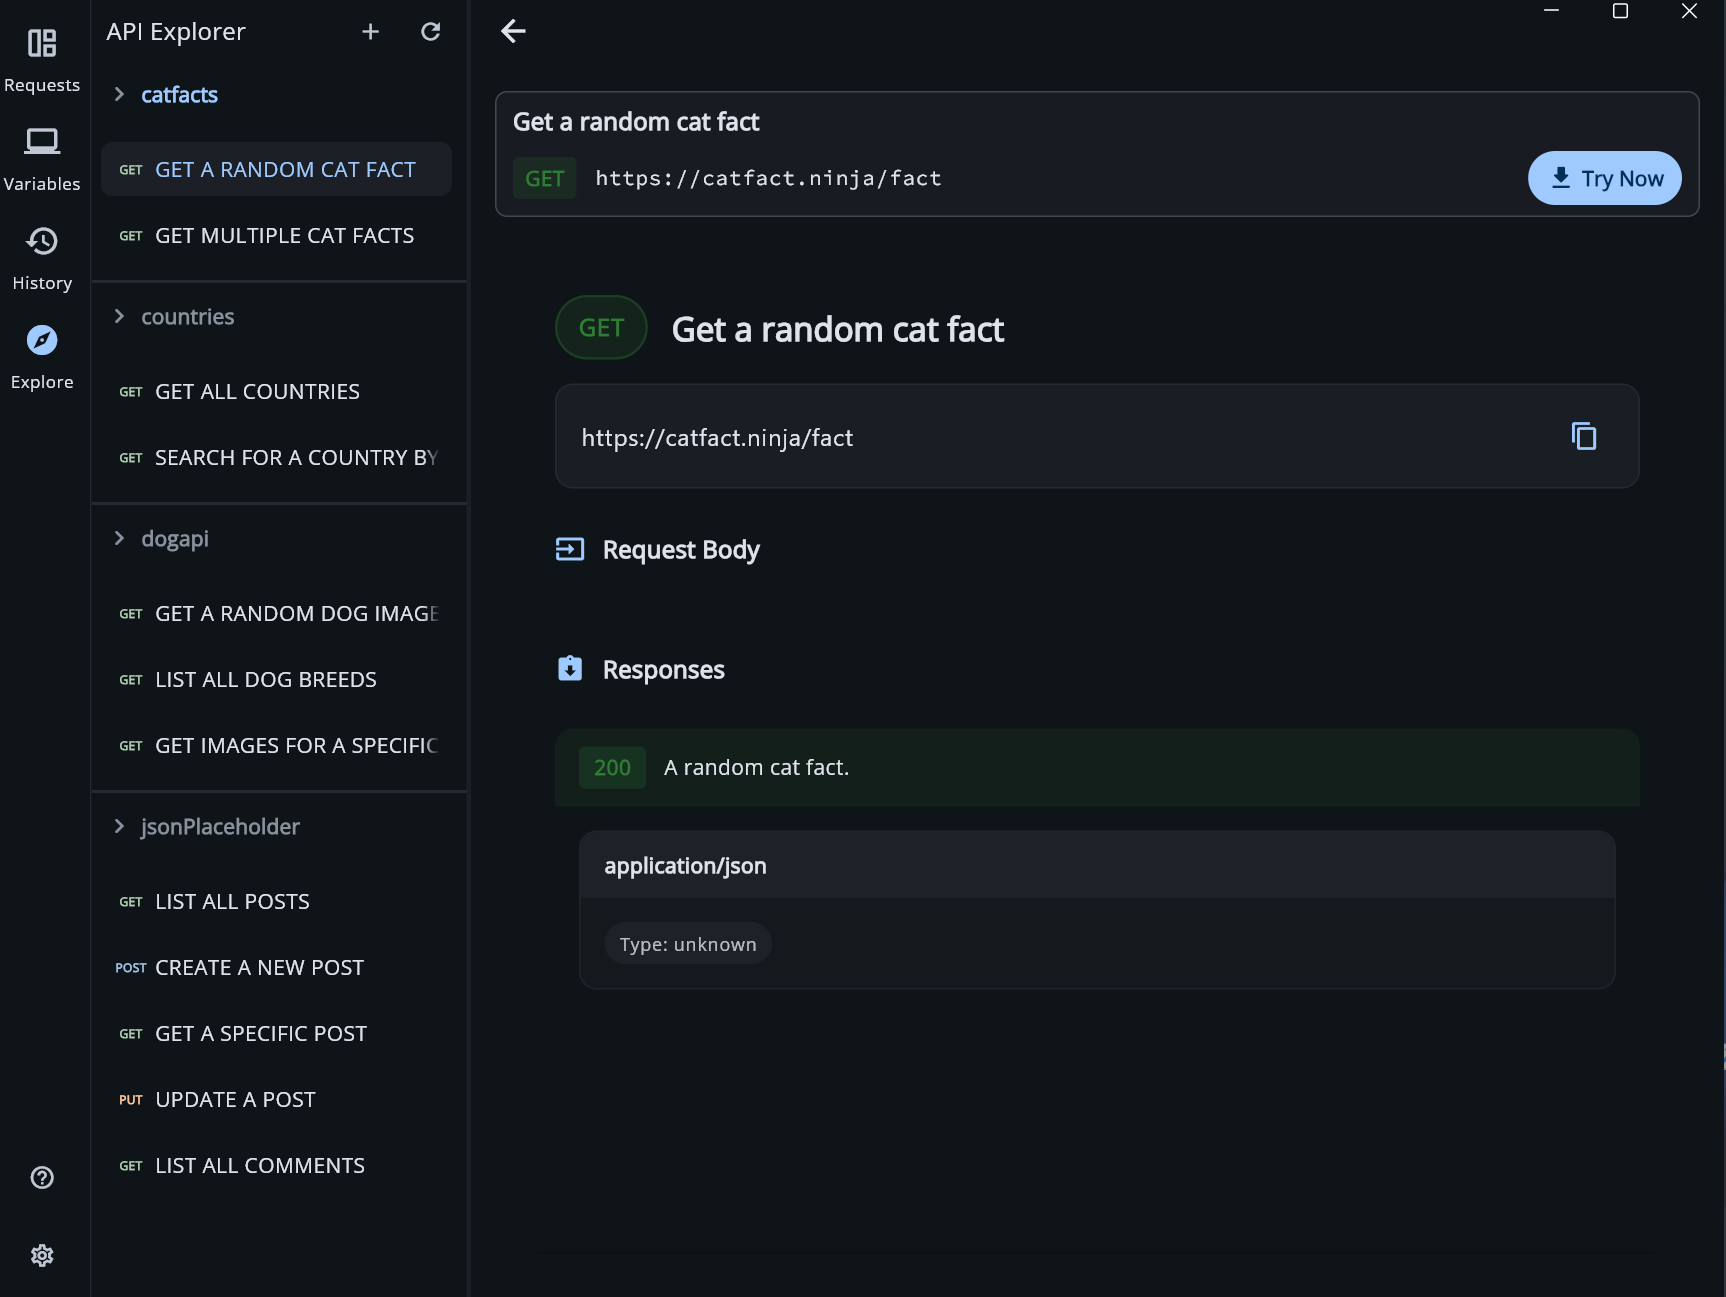 Requests
Variables
History
Explore
API Explorer
catfacts
GET GET A RANDOM CAT FACT
GET GET MULTIPLE CAT FACTS
countries
GET GET ALL COUNTRIES
GET SEARCH FOR A COUNTRY BY
dogapi
GET GET A RANDOM DOG IMAGE
GET LIST ALL DOG BREEDS
GET GET IMAGES FOR A SPECIFIC
jsonPlaceholder
GET LIST ALL POSTS
POST CREATE A NEW POST
GET GET A SPECIFIC POST
PUT UPDATE A POST
GET LIST ALL COMMENTS
Get a random cat fact
GET https://catfact.ninja/fact
Try Now
GET Get a random cat fact
https://catfact.ninja/fact
Request Body
Responses
200 A random cat fact.
application/json
Type: unknown